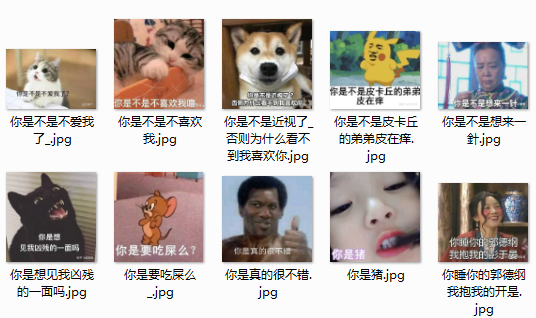 你是不是不爱我了?
你是不是不爱我
了_.jpg
你是不是不喜欢我
你是不是不喜欢
我.jpg
你是不是近视了
否则为什么看不到我喜欢你
你是不是近视了_
否则为什么看不
到我喜欢你.jpg
你是不是皮卡丘的弟弟
皮在痒
你是不是皮卡丘
的弟弟皮在痒.
jpg
你是不是想来一针
你是不是想来一
針.jpg
你是想
见我凶残的一面吗
你是想见我凶残
的一面吗.jpg
你是要吃屎么?
你是要吃屎么
_.jpg
你是真的很不错
你是真的很不错.
jpg
你是猪
你是猪.jpg
你睡你的郭德纲
我抱我的彭于晏
你睡你的郭德纲
我抱我的开是.
jpg